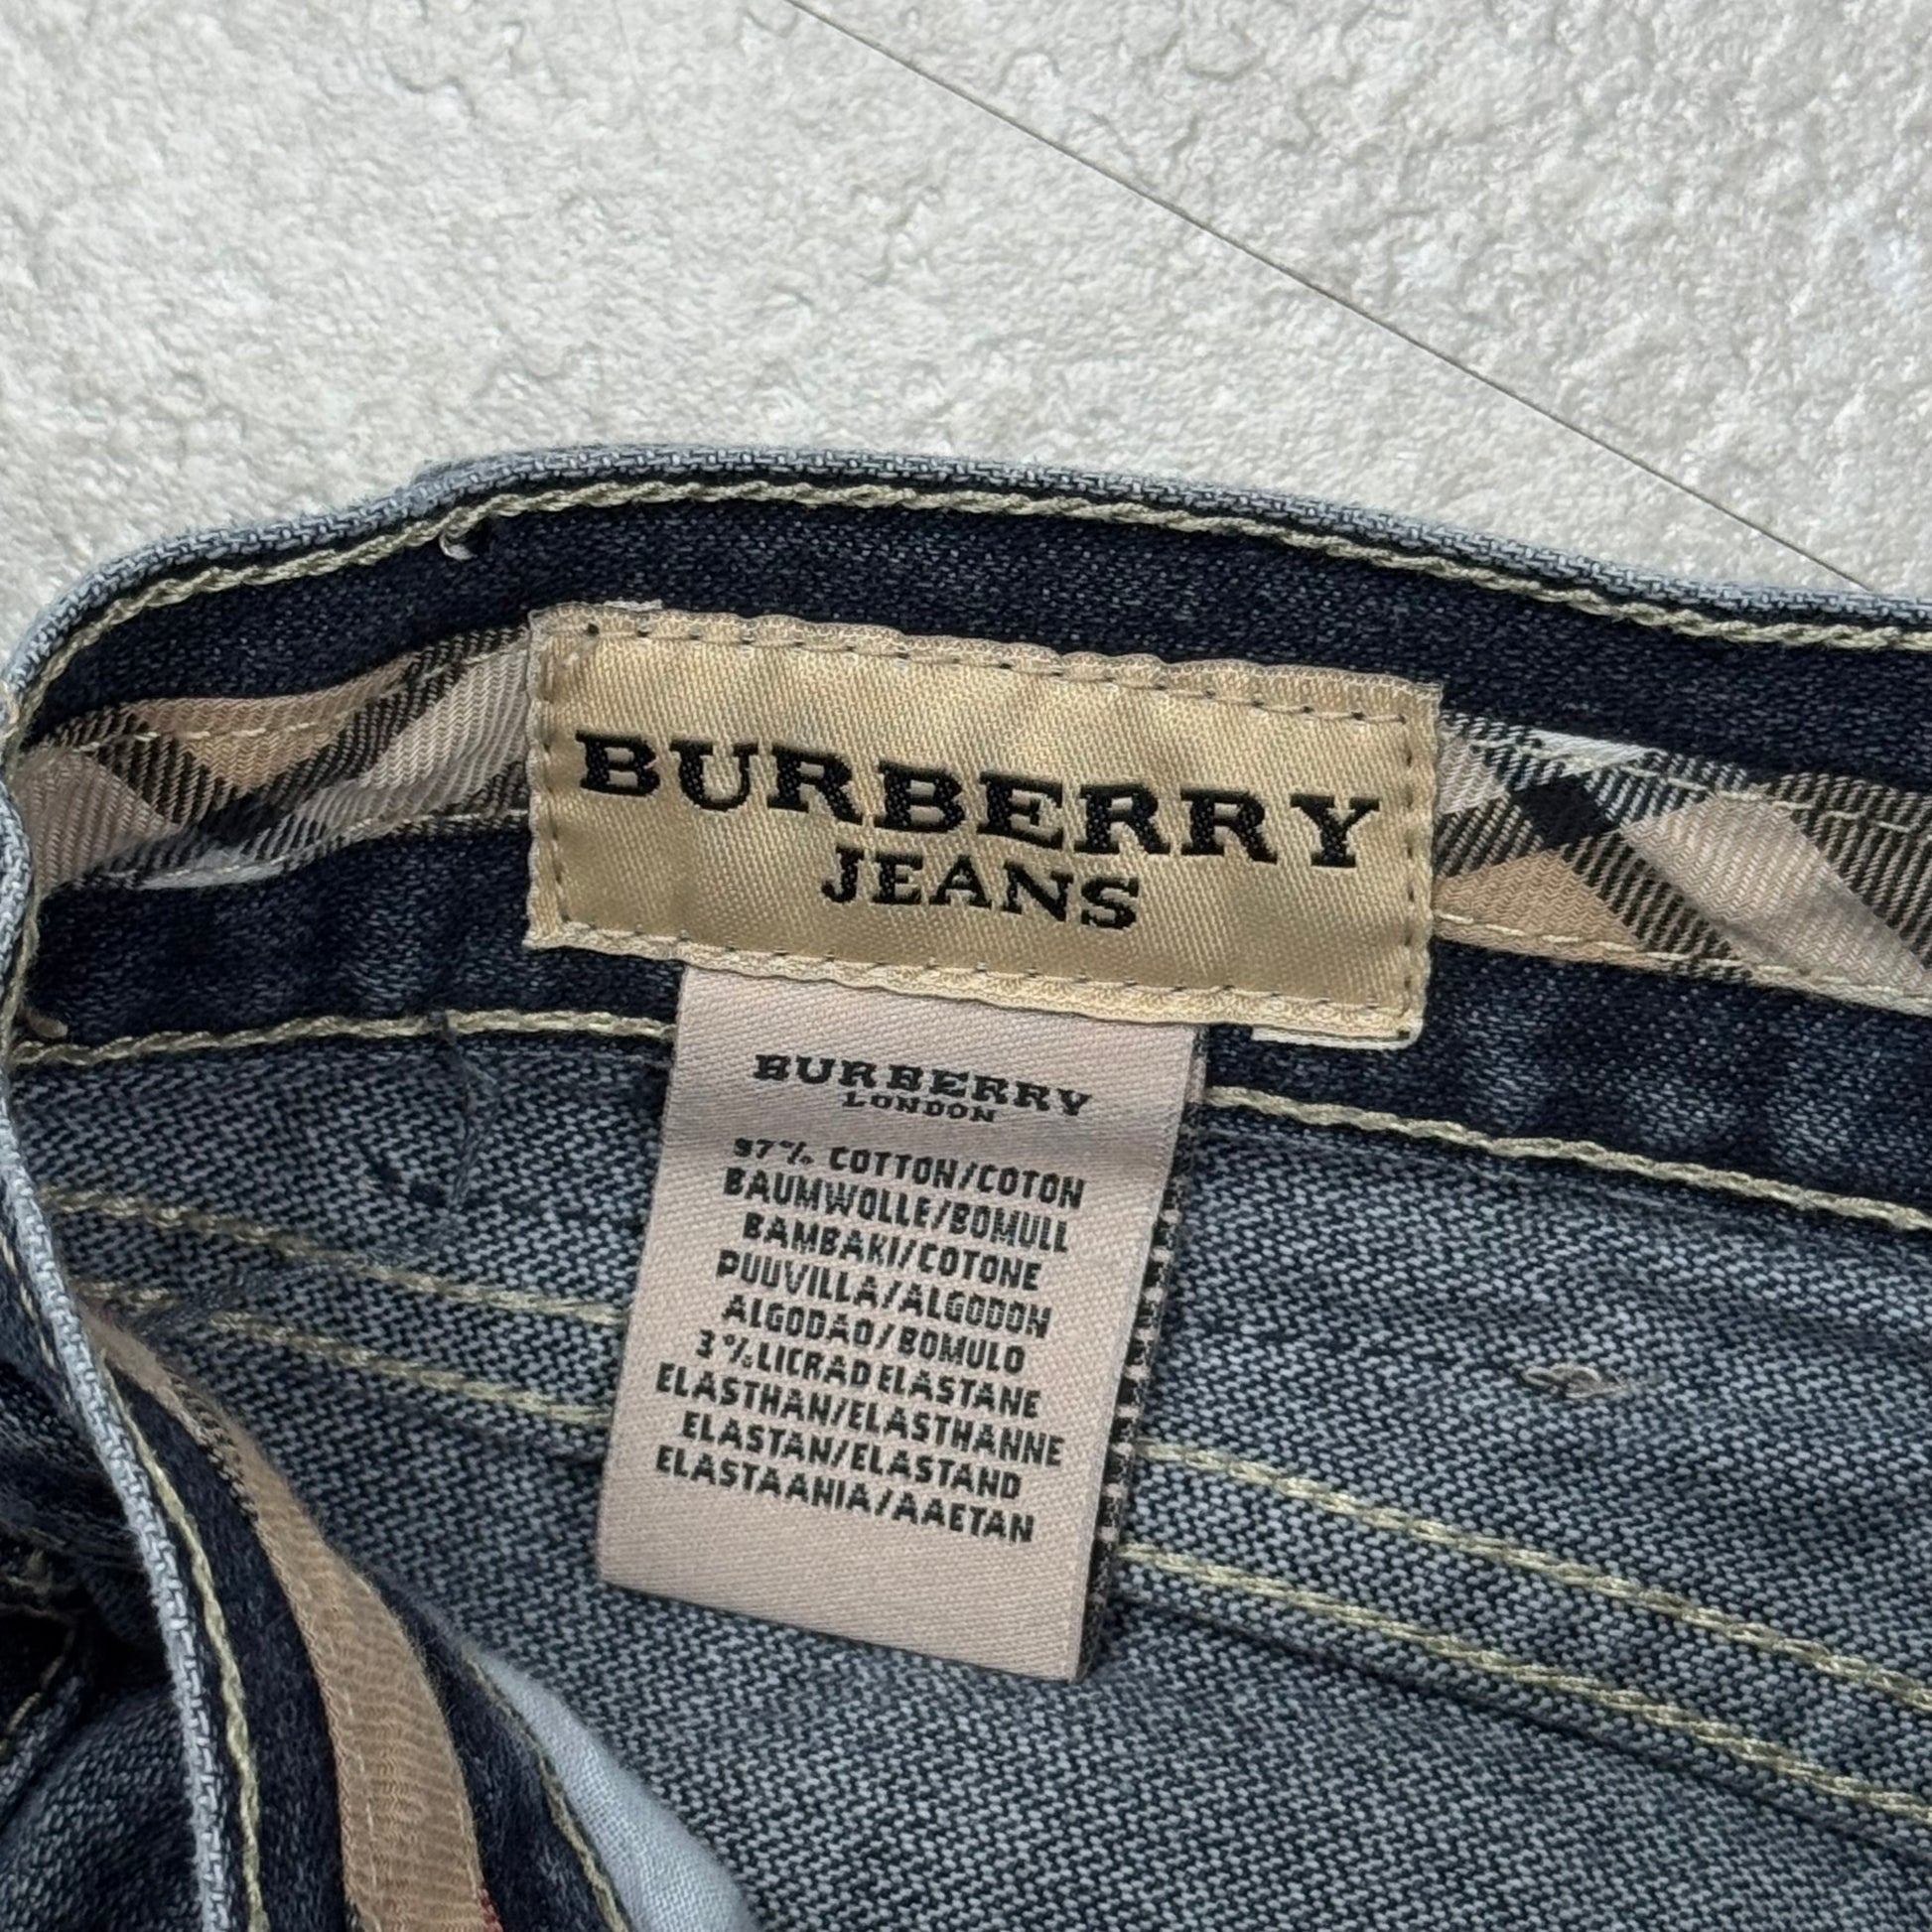 BURBERRY
JEANS
BURBERRY
LONDON
97% COTTON/COTON
BAUMWOLLE/BOMULL
BAMBAKI/COTONE
PUUVILLA/ALGODON
ALGODAO/BOMULD
3%LICRAD ELASTANE
ELASTHAN/ELASTHANNE
ELASTAN/ELASTAND
ELASTAANIA/AAETAN